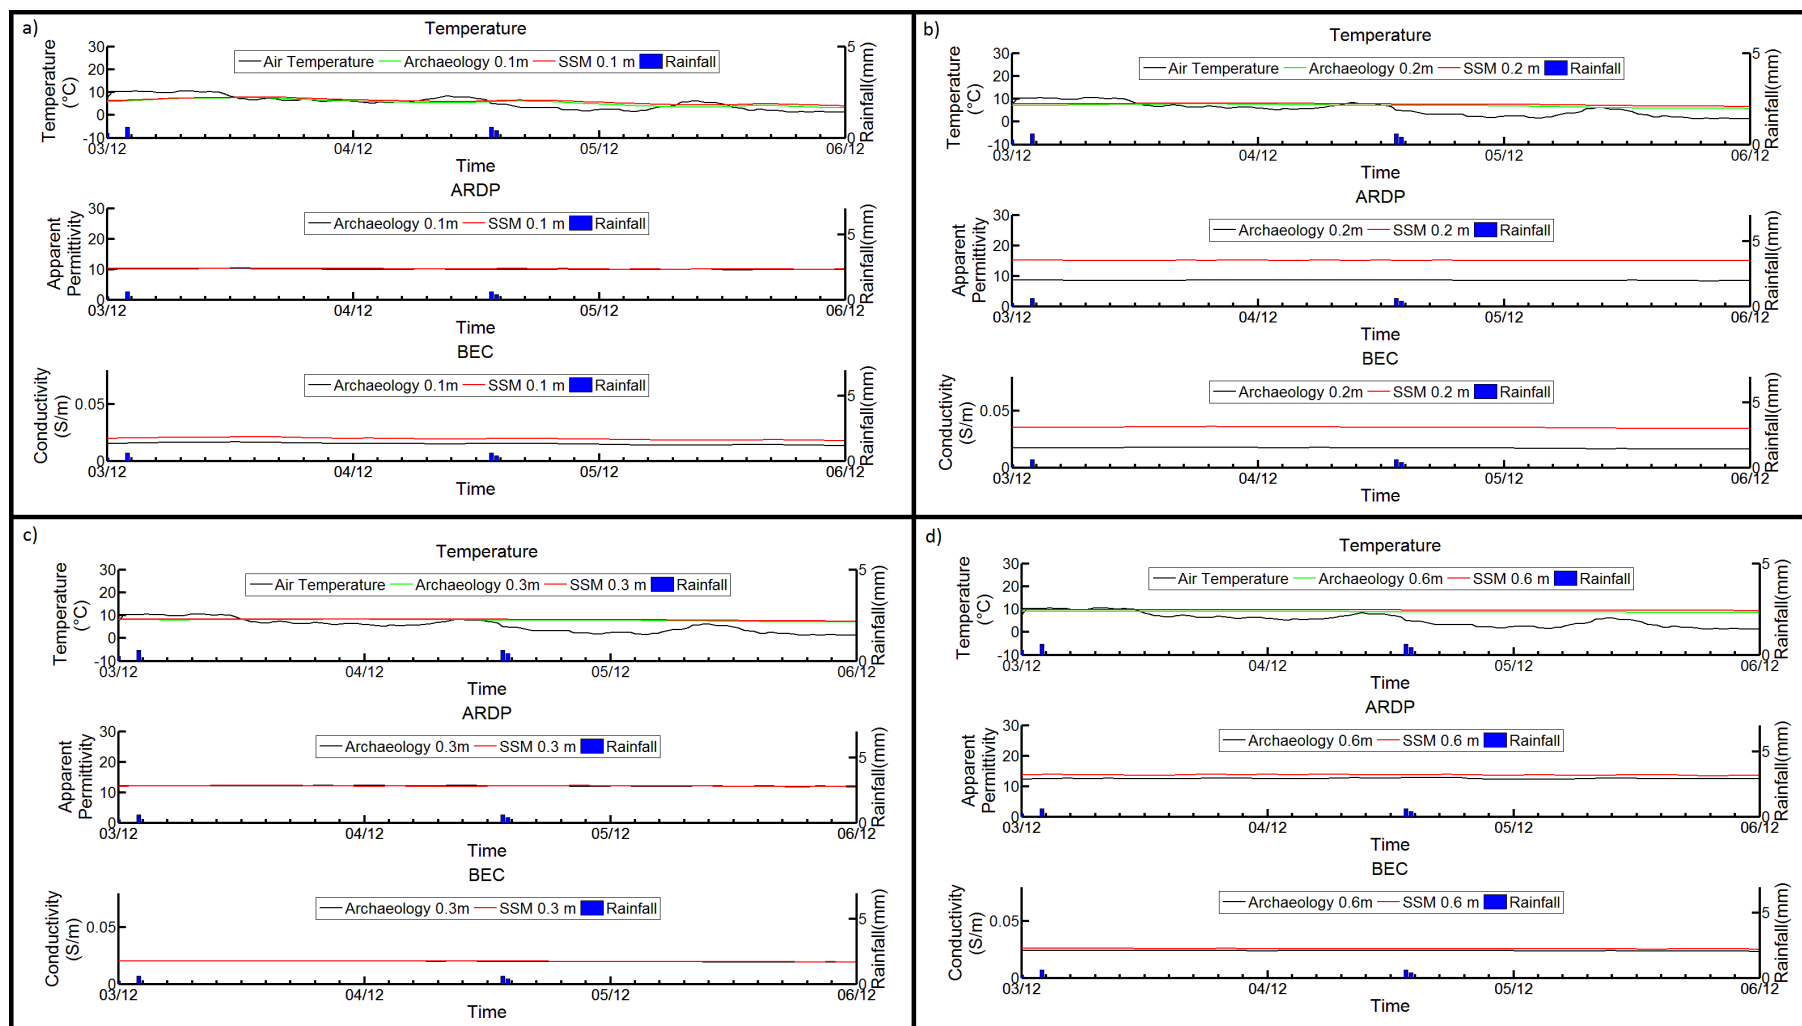 a)
Temperature
Temperature
(°C)
30
20
10
0
-10
Air Temperature Archaeology 0.1m SSM 0.1 m Rainfall
5
0
Rainfall(mm)
03/12 04/12 05/12 06/12
Time
ARDP
Apparent
Permittivity
30
20
10
0
Archaeology 0.1m SSM 0.1 m Rainfall
5
0
Rainfall(mm)
03/12 04/12 05/12 06/12
Time
BEC
Conductivity
(S/m)
0.05
0
Archaeology 0.1m SSM 0.1 m Rainfall
5
0
Rainfall(mm)
03/12 04/12 05/12 06/12
Time
b)
Temperature
Temperature
(°C)
30
20
10
0
-10
Air Temperature Archaeology 0.2m SSM 0.2 m Rainfall
5
0
Rainfall(mm)
03/12 04/12 05/12 06/12
Time
ARDP
Apparent
Permittivity
30
20
10
0
Archaeology 0.2m SSM 0.2 m Rainfall
5
0
Rainfall(mm)
03/12 04/12 05/12 06/12
Time
BEC
Conductivity
(S/m)
0.05
0
Archaeology 0.2m SSM 0.2 m Rainfall
5
0
Rainfall(mm)
03/12 04/12 05/12 06/12
Time
c)
Temperature
Temperature
(°C)
30
20
10
0
-10
Air Temperature Archaeology 0.3m SSM 0.3 m Rainfall
5
0
Rainfall(mm)
03/12 04/12 05/12 06/12
Time
ARDP
Apparent
Permittivity
30
20
10
0
Archaeology 0.3m SSM 0.3 m Rainfall
5
0
Rainfall(mm)
03/12 04/12 05/12 06/12
Time
BEC
Conductivity
(S/m)
0.05
0
Archaeology 0.3m SSM 0.3 m Rainfall
5
0
Rainfall(mm)
03/12 04/12 05/12 06/12
Time
d)
Temperature
Temperature
(°C)
30
20
10
0
-10
Air Temperature Archaeology 0.6m SSM 0.6 m Rainfall
5
0
Rainfall(mm)
03/12 04/12 05/12 06/12
Time
ARDP
Apparent
Permittivity
30
20
10
0
Archaeology 0.6m SSM 0.6 m Rainfall
5
0
Rainfall(mm)
03/12 04/12 05/12 06/12
Time
BEC
Conductivity
(S/m)
0.05
0
Archaeology 0.6m SSM 0.6 m Rainfall
5
0
Rainfall(mm)
03/12 04/12 05/12 06/12
Time